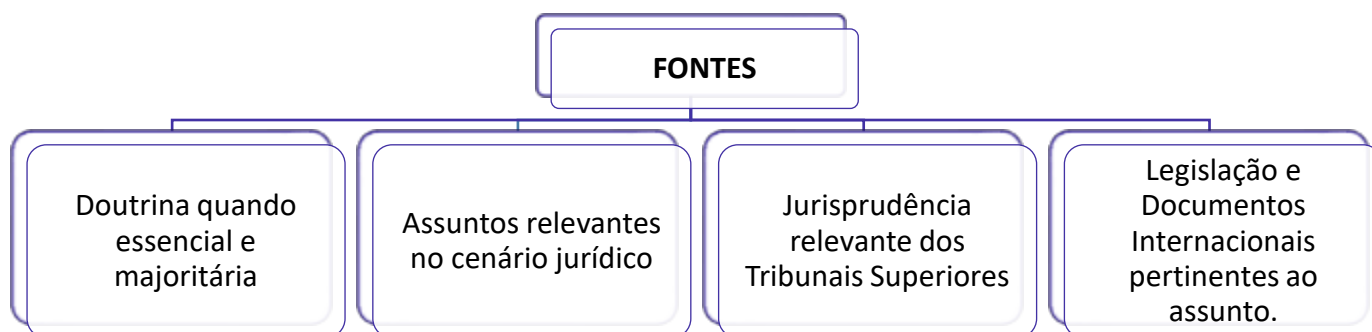 FONTES
Doutrina quando
essencial e
majoritária
Assuntos relevantes
no cenário jurídico
Jurisprudência
relevante dos
Tribunais Superiores
Legislação e
Documentos
Internacionais
pertinentes ao
assunto.